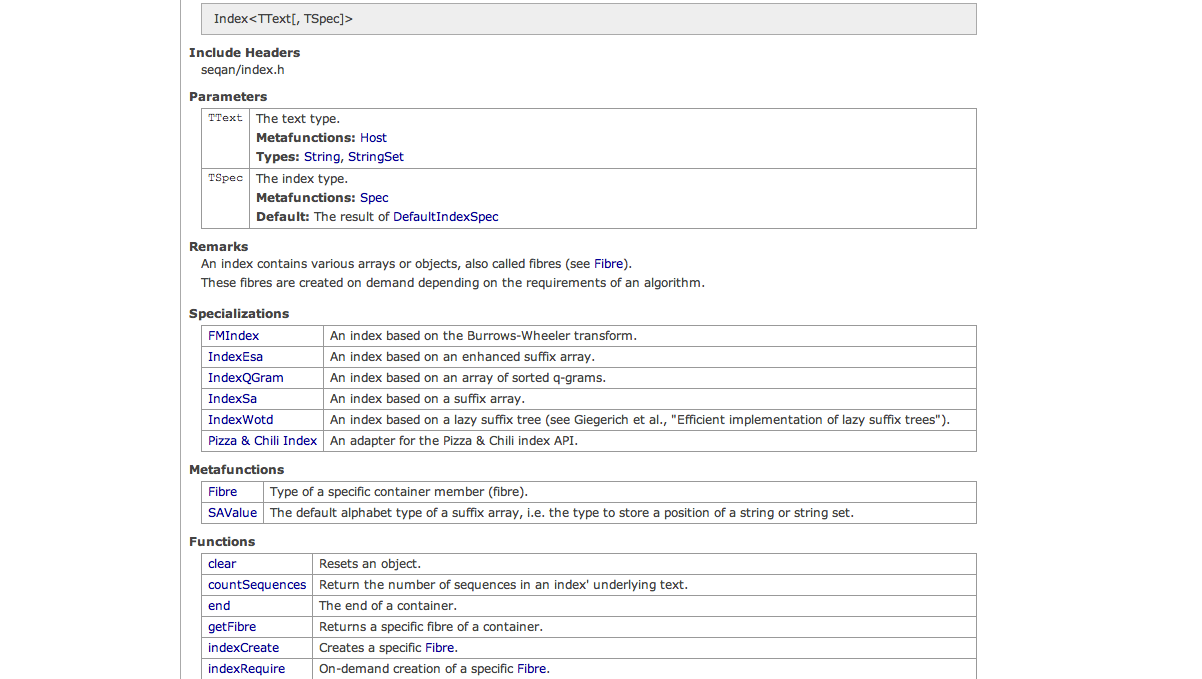 Index<TText[, TSpec]>
Include Headers
seqan/index.h
Parameters
TText The text type.
Metafunctions: Host
Types: String, StringSet
TSpec The index type.
Metafunctions: Spec
Default: The result of DefaultIndexSpec
Remarks
An index contains various arrays or objects, also called fibres (see Fibre).
These fibres are created on demand depending on the requirements of an algorithm.
Specializations
FMIndex An index based on the Burrows-Wheeler transform.
IndexEsa An index based on an enhanced suffix array.
IndexQGram An index based on an array of sorted q-grams.
IndexSa An index based on a suffix array.
IndexWotd An index based on a lazy suffix tree (see Giegerich et al., "Efficient implementation of lazy suffix trees").
Pizza & Chili Index An adapter for the Pizza & Chili index API.
Metafunctions
Fibre Type of a specific container member (fibre).
SAValue The default alphabet type of a suffix array, i.e. the type to store a position of a string or string set.
Functions
clear Resets an object.
countSequences Return the number of sequences in an index' underlying text.
end The end of a container.
getFibre Returns a specific fibre of a container.
indexCreate Creates a specific Fibre.
indexRequire On-demand creation of a specific Fibre.